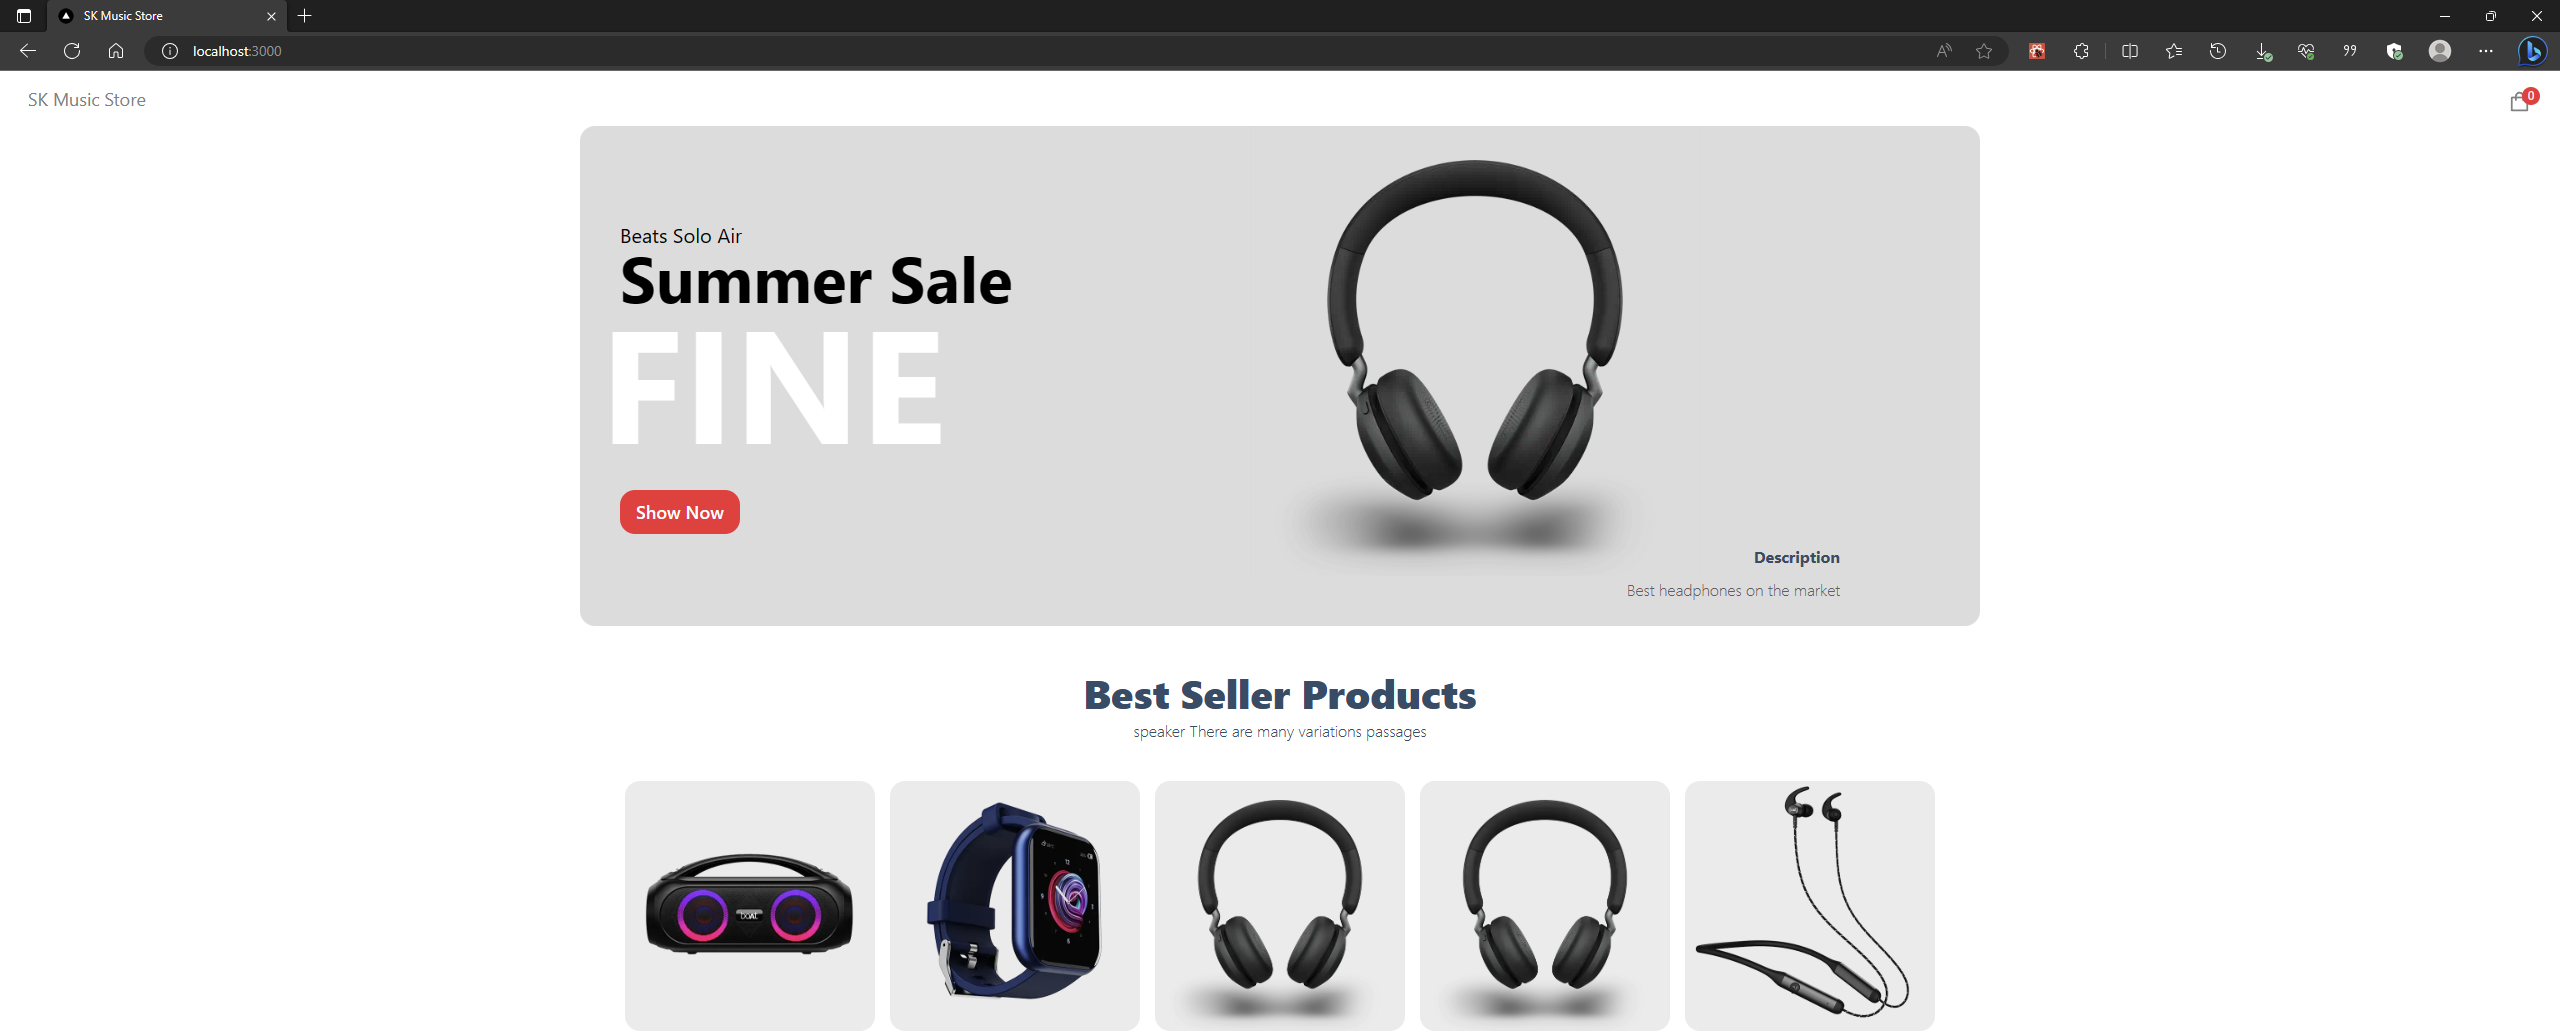 SK Music Store
localhost:3000
SK Music Store
0
Beats Solo Air
Summer Sale
FINE
Show Now
Description
Best headphones on the market
Best Seller Products
speaker There are many variations passages